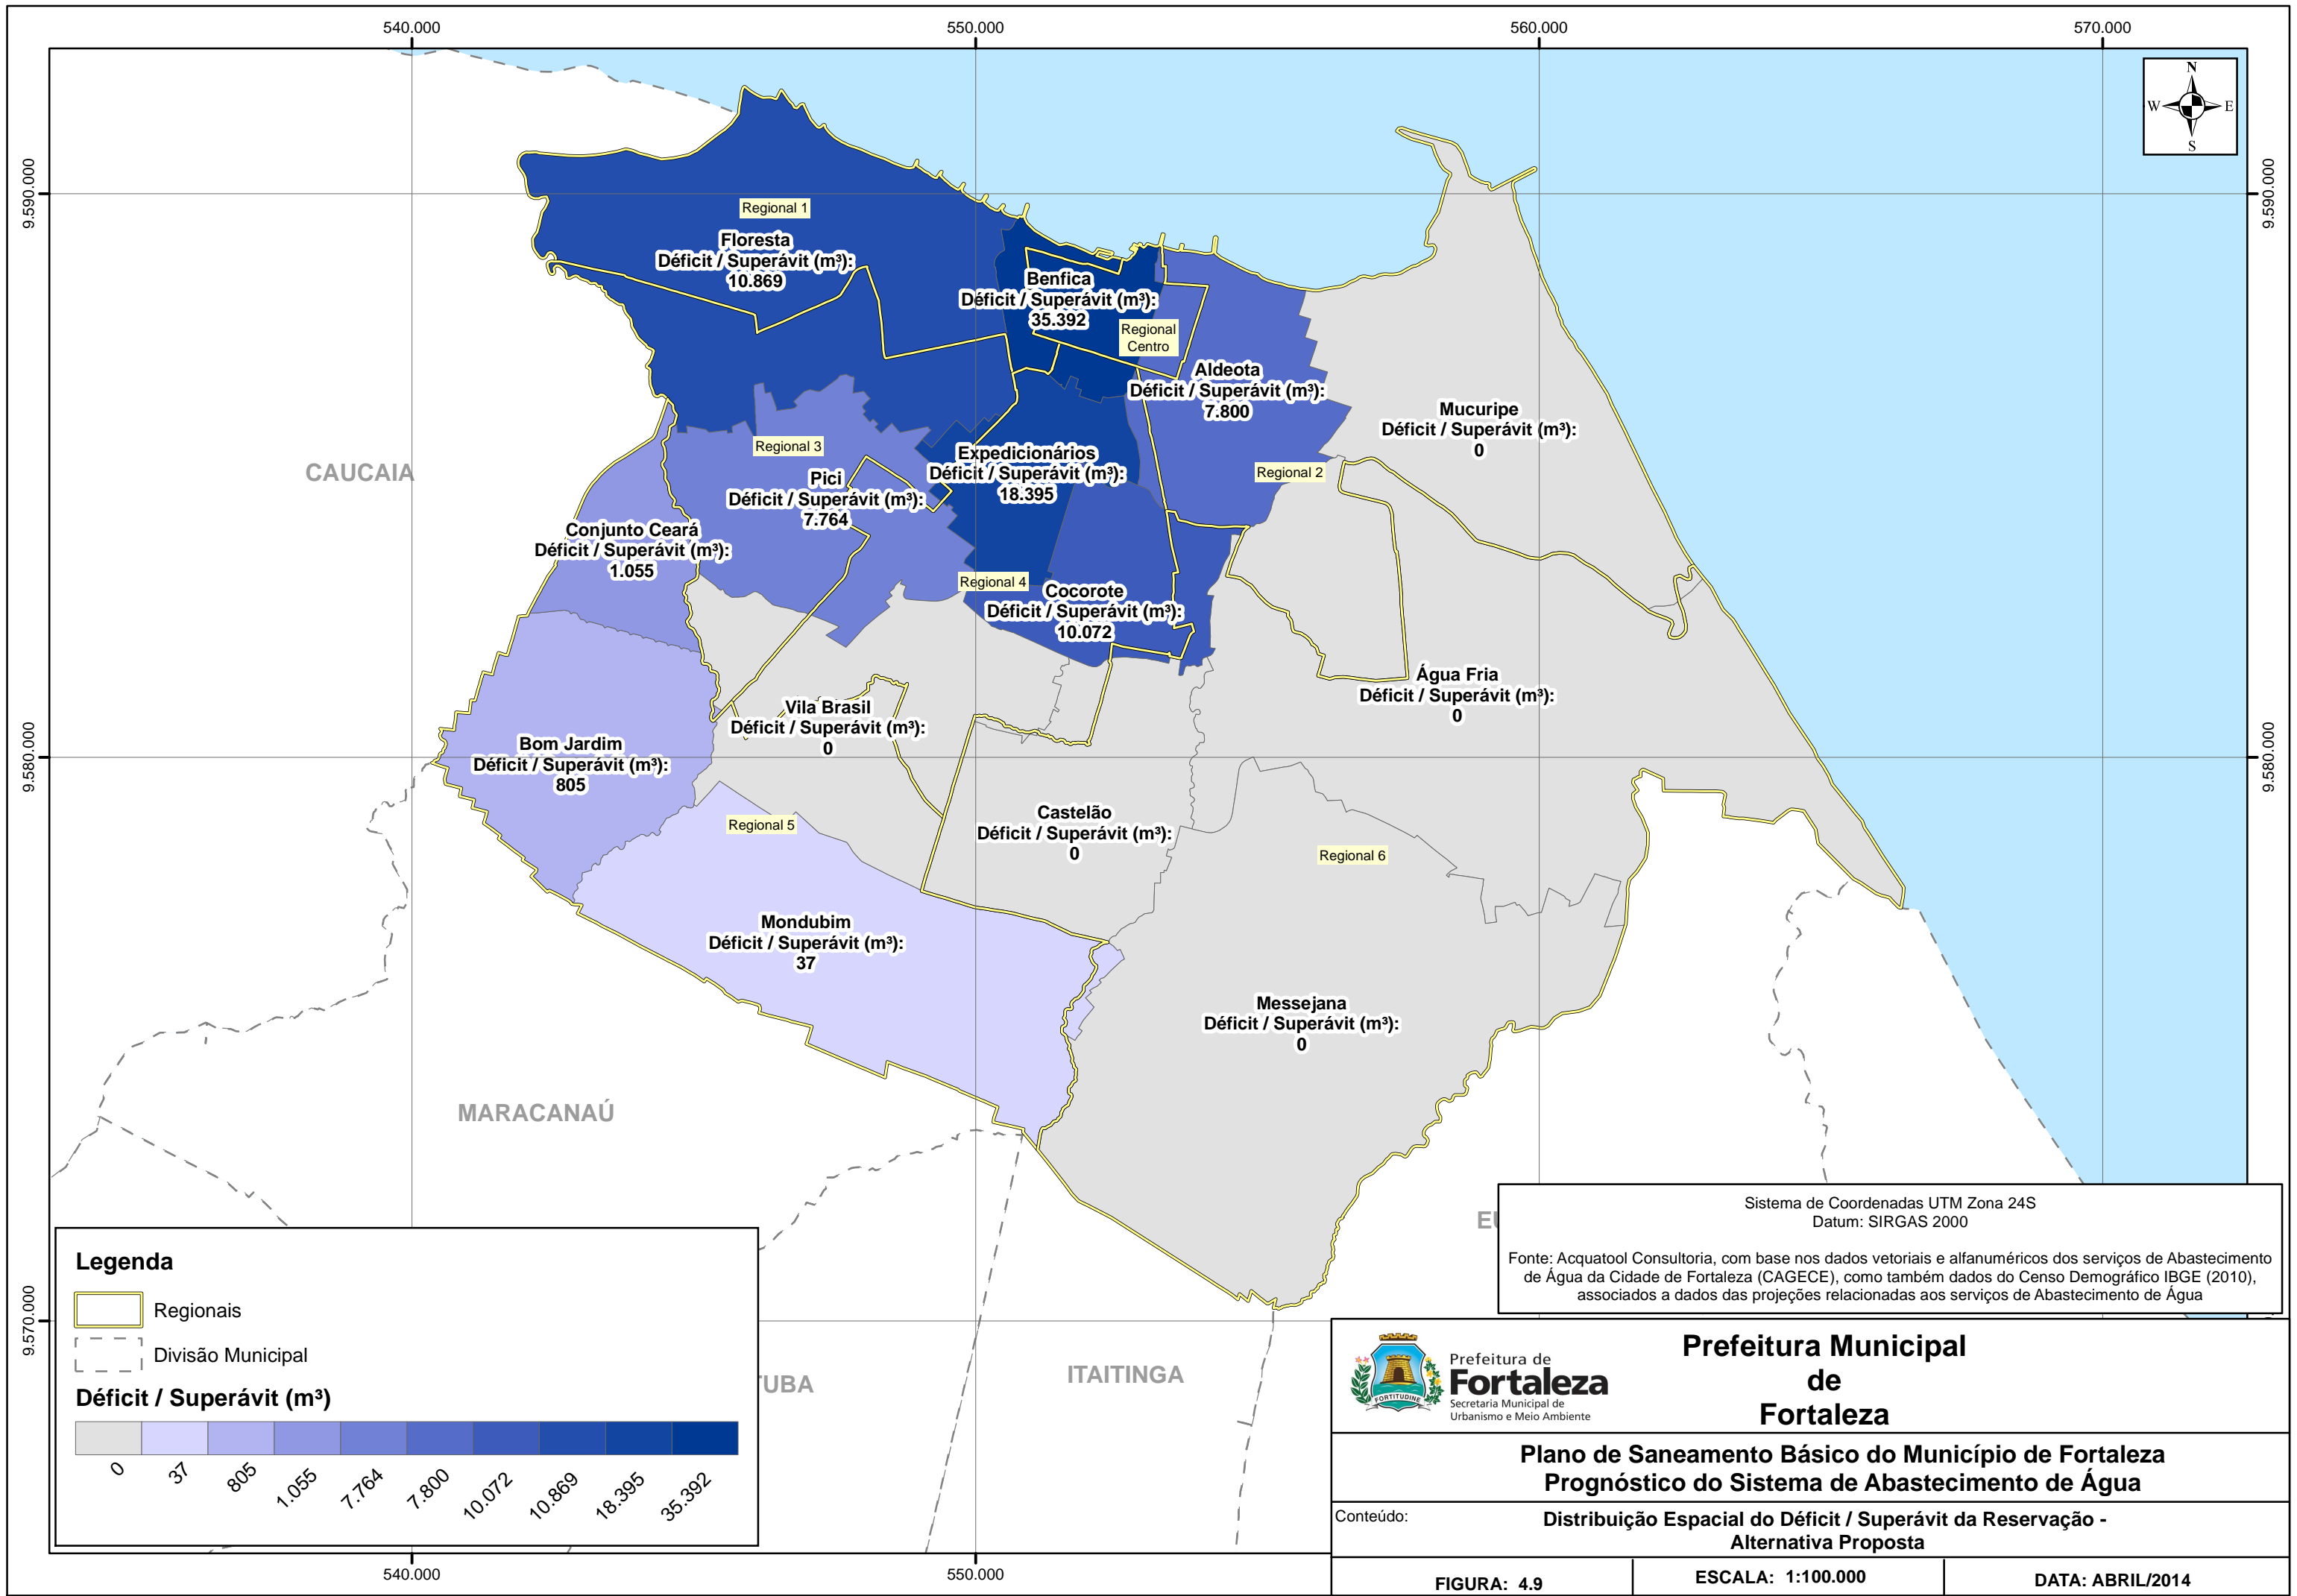 540.000
550.000
560.000
570.000
N
W
E
S
9.590.000
9.590.000
Regional 1
Floresta
Déficit / Superávit (m³):
10.869
Benfica
Déficit / Superávit (m³):
35.392
Regional
Centro
Aldeota
Déficit / Superávit (m³):
7.800
Mucuripe
Déficit / Superávit (m³):
0
CAUCAIA
Regional 3
Expedicionários
Déficit / Superávit (m³):
18.395
Regional 2
Pici
Déficit / Superávit (m³):
7.764
Conjunto Ceará
Déficit / Superávit (m³):
1.055
Regional 4
Cocorote
Déficit / Superávit (m³):
10.072
Água Fria
Déficit / Superávit (m³):
0
Vila Brasil
Déficit / Superávit (m³):
0
Bom Jardim
Déficit / Superávit (m³):
805
9.580.000
9.580.000
Regional 5
Castelão
Déficit / Superávit (m³):
0
Regional 6
Mondubim
Déficit / Superávit (m³):
37
Messejana
Déficit / Superávit (m³):
0
MARACANAÚ
Sistema de Coordenadas UTM Zona 24S
Datum: SIRGAS 2000
Fonte: Acquatool Consultoria, com base nos dados vetoriais e alfanuméricos dos serviços de Abastecimento
de Água da Cidade de Fortaleza (CAGECE), como também dados do Censo Demográfico IBGE (2010),
associados a dados das projeções relacionadas aos serviços de Abastecimento de Água
9.570.000
Legenda
Regionais
Divisão Municipal
Déficit / Superávit (m³)
0
37
805
1.055
7.764
7.800
10.072
10.869
18.395
35.392
TUBA
ITAITINGA
FORTITUDINE
Prefeitura de
Fortaleza
Secretaria Municipal de
Urbanismo e Meio Ambiente
Prefeitura Municipal
de
Fortaleza
Plano de Saneamento Básico do Município de Fortaleza
Prognóstico do Sistema de Abastecimento de Água
Conteúdo:
Distribuição Espacial do Déficit / Superávit da Reservação -
Alternativa Proposta
FIGURA: 4.9
ESCALA: 1:100.000
DATA: ABRIL/2014
540.000
550.000